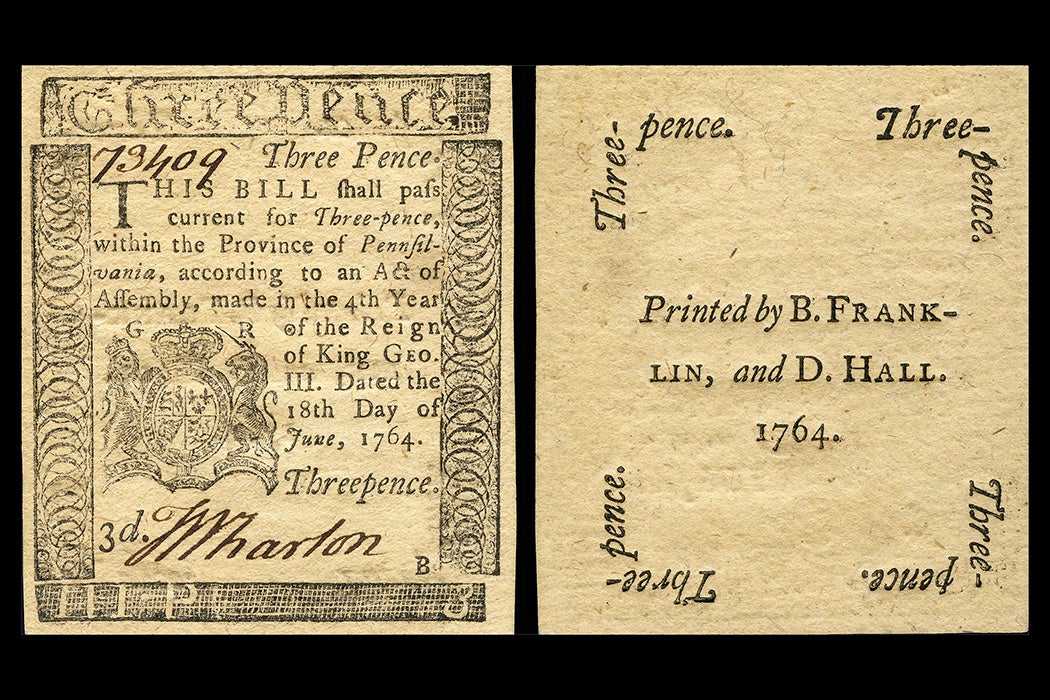 Three pence.
73409 Three Pence.
THIS BILL ſhall paſs
current for Three-pence,
within the Province of Pennſil-
vania, according to an Act of
Aſſembly, made in the 4th Year
G R of the Reign
of King GEO.
III. Dated the
18th Day of
June, 1764.
Threepence.
3d. TWharton
B.
Three-
pence.
Three-
pence.
Printed by B. FRANK-
LIN, and D. HALL.
1764.
Three-
pence.
Three-
pence.